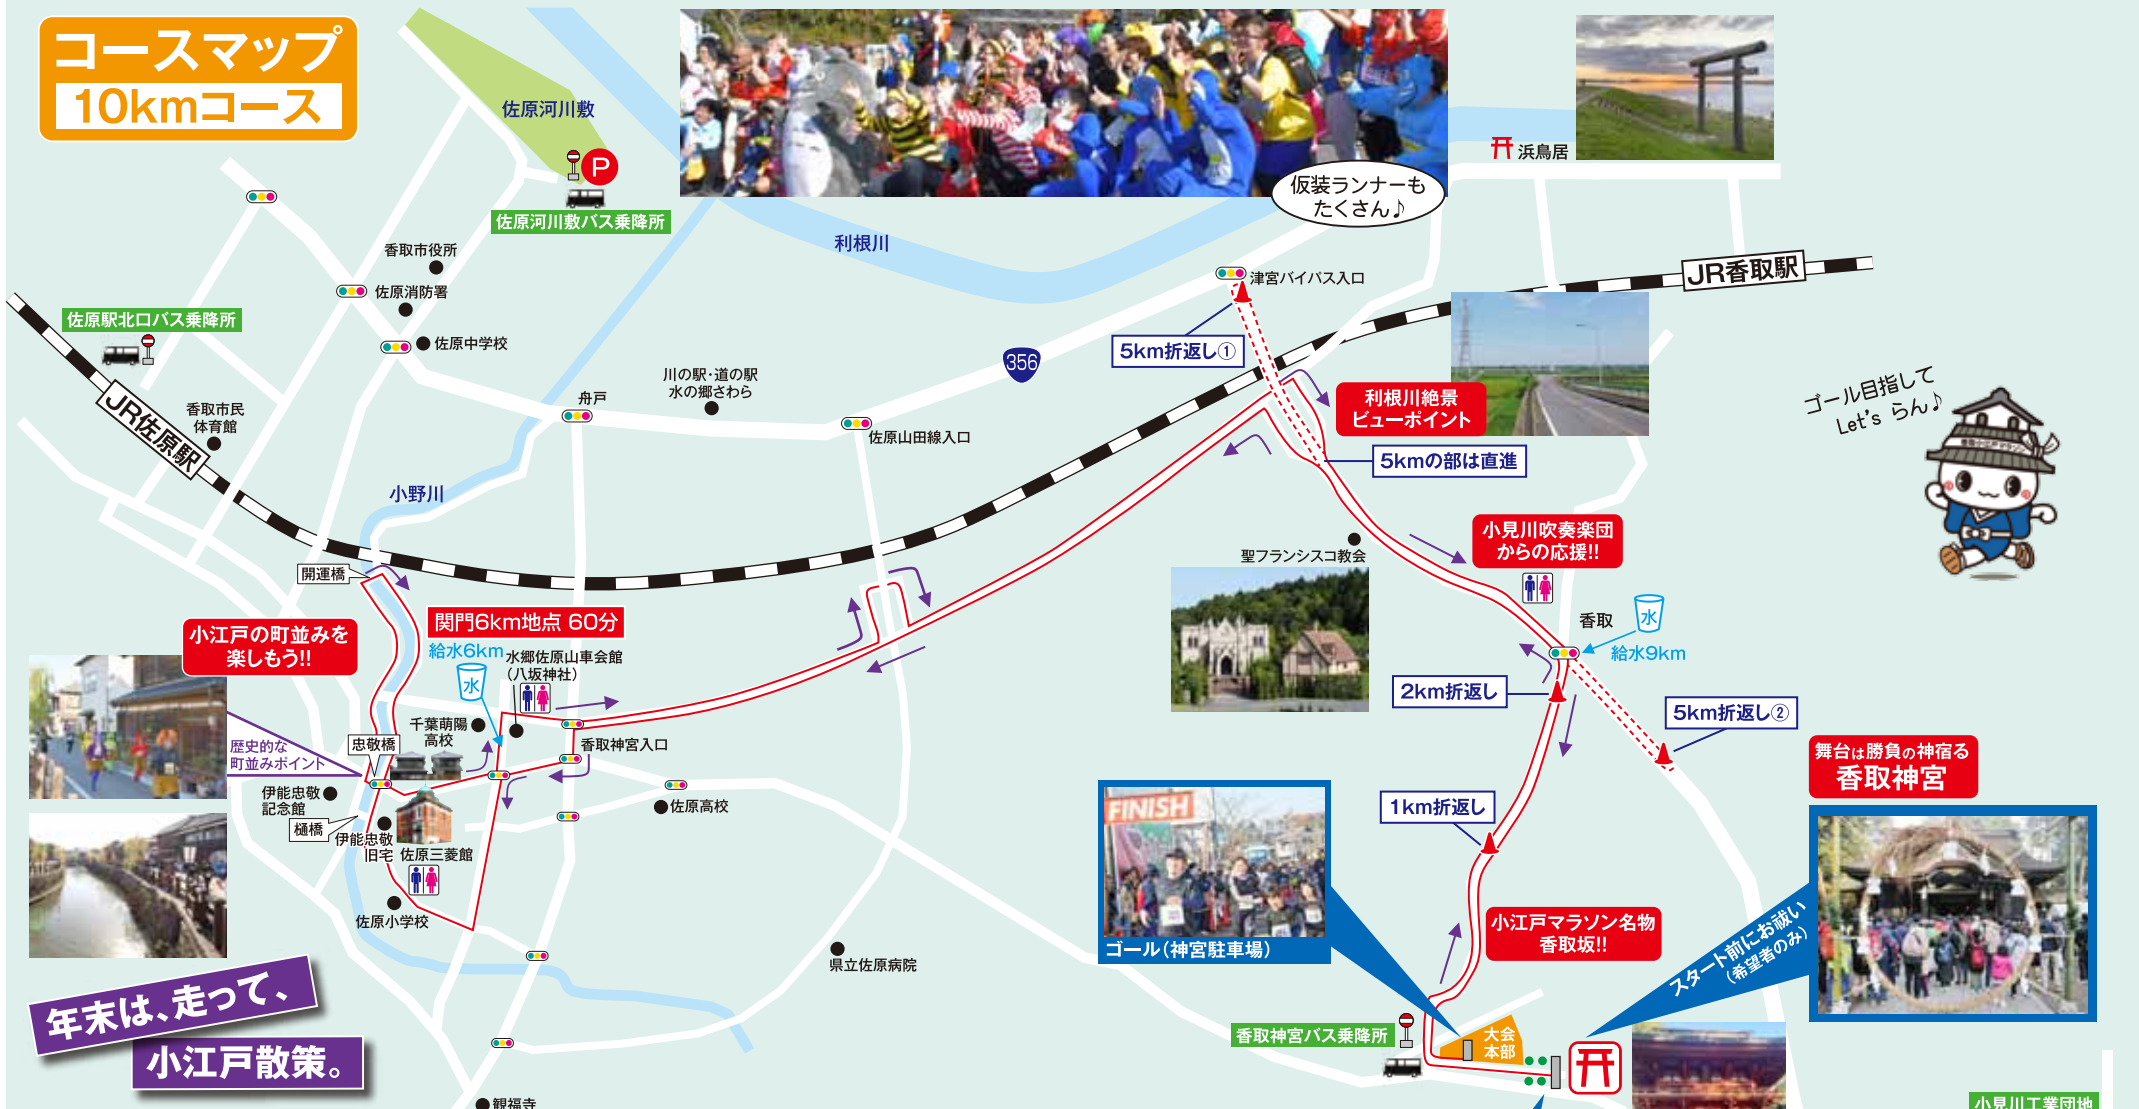 コースマップ
10kmコース
佐原河川敷
P
佐原河川敷バス乗降所
仮装ランナーも
たくさん♪
浜鳥居
利根川
香取市役所
佐原消防署
佐原中学校
佐原駅北口バス乗降所
JR佐原駅
香取市民
体育館
舟戸
川の駅・道の駅
水の郷さわら
356
佐原山田線入口
津宮バイパス入口
5km折返し①
JR香取駅
利根川絶景
ビューポイント
5kmの部は直進
ゴール目指して
Let's らん♪
小野川
開運橋
小江戸の町並みを
楽しもう!!
関門6km地点 60分
給水6km
水
水郷佐原山車会館
（八坂神社）
聖フランシスコ教会
小見川吹奏楽団
からの応援!!
香取
水
給水9km
2km折返し
5km折返し②
1km折返し
歴史的な
町並みポイント
忠敬橋
千葉萌陽
高校
香取神宮入口
伊能忠敬
記念館
樋橋
伊能忠敬
旧宅
佐原三菱館
佐原高校
佐原小学校
県立佐原病院
舞台は勝負の神宿る
香取神宮
FINISH
ゴール（神宮駐車場）
小江戸マラソン名物
香取坂!!
スタート前にお祓い
（希望者のみ）
香取神宮バス乗降所
大会
本部
年末は、走って、
小江戸散策。
観福寺
小見川工業団地